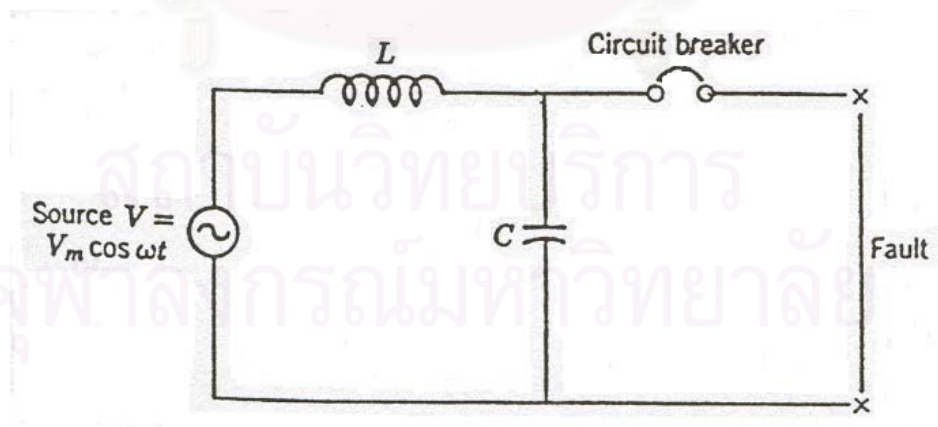 Circuit breaker
L
Source V =
V_m cos ωt
C
Fault
สถาบันวิทยบริการ
จุฬาลงกรณ์มหาวิทยาลัย